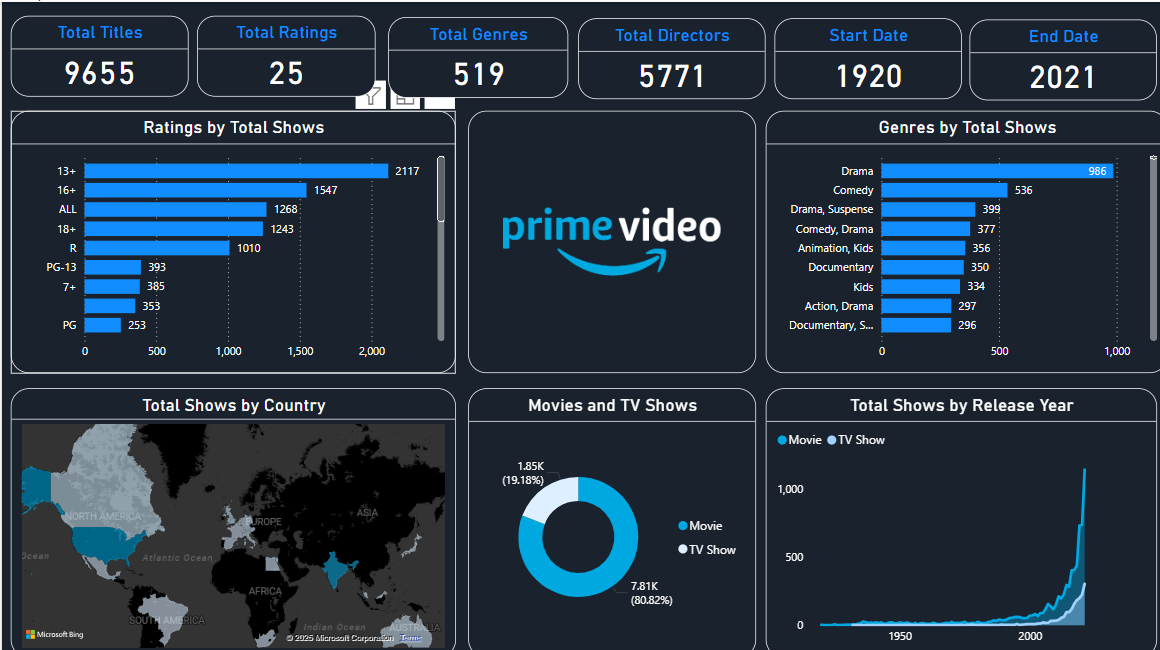 Total Titles
9655
Total Ratings
25
Total Genres
519
Total Directors
5771
Start Date
1920
End Date
2021
Ratings by Total Shows
13+ 2117
16+ 1547
ALL 1268
18+ 1243
R 1010
PG-13 393
7+ 385
353
PG 253
0 500 1,000 1,500 2,000
prime video
Genres by Total Shows
Drama 986
Comedy 536
Drama, Suspense 399
Comedy, Drama 377
Animation, Kids 356
Documentary 350
Kids 334
Action, Drama 297
Documentary, S... 296
0 500 1,000
Total Shows by Country
NORTH AMERICA
EUROPE
ASIA
Ocean
Atlantic Ocean
AFRICA
SOUTH AMERICA
Indian Ocean
AUSTRALIA
Microsoft Bing
© 2025 Microsoft Corporation Terms
Movies and TV Shows
1.85K
(19.18%)
Movie
TV Show
7.81K
(80.82%)
Total Shows by Release Year
Movie TV Show
1,000
500
0
1950 2000